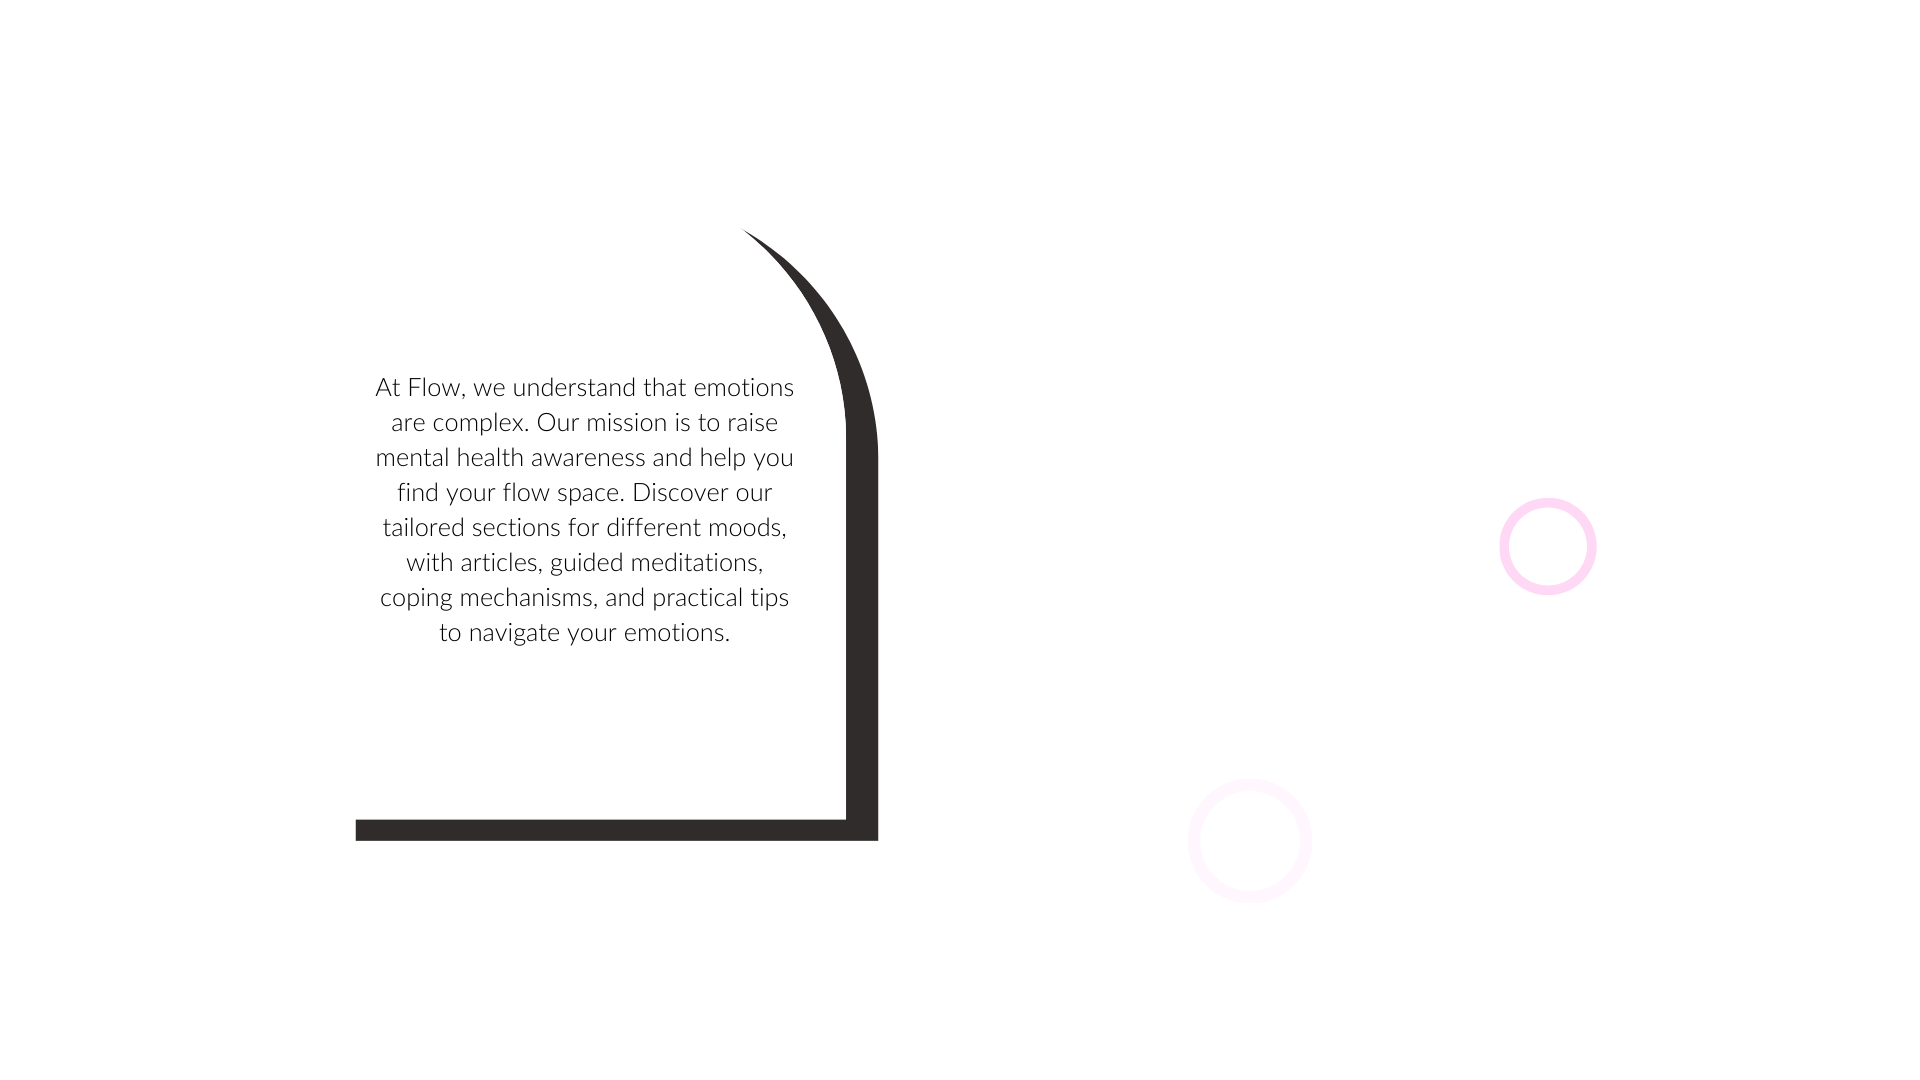 At Flow, we understand that emotions
are complex. Our mission is to raise
mental health awareness and help you
find your flow space. Discover our
tailored sections for different moods,
with articles, guided meditations,
coping mechanisms, and practical tips
to navigate your emotions.